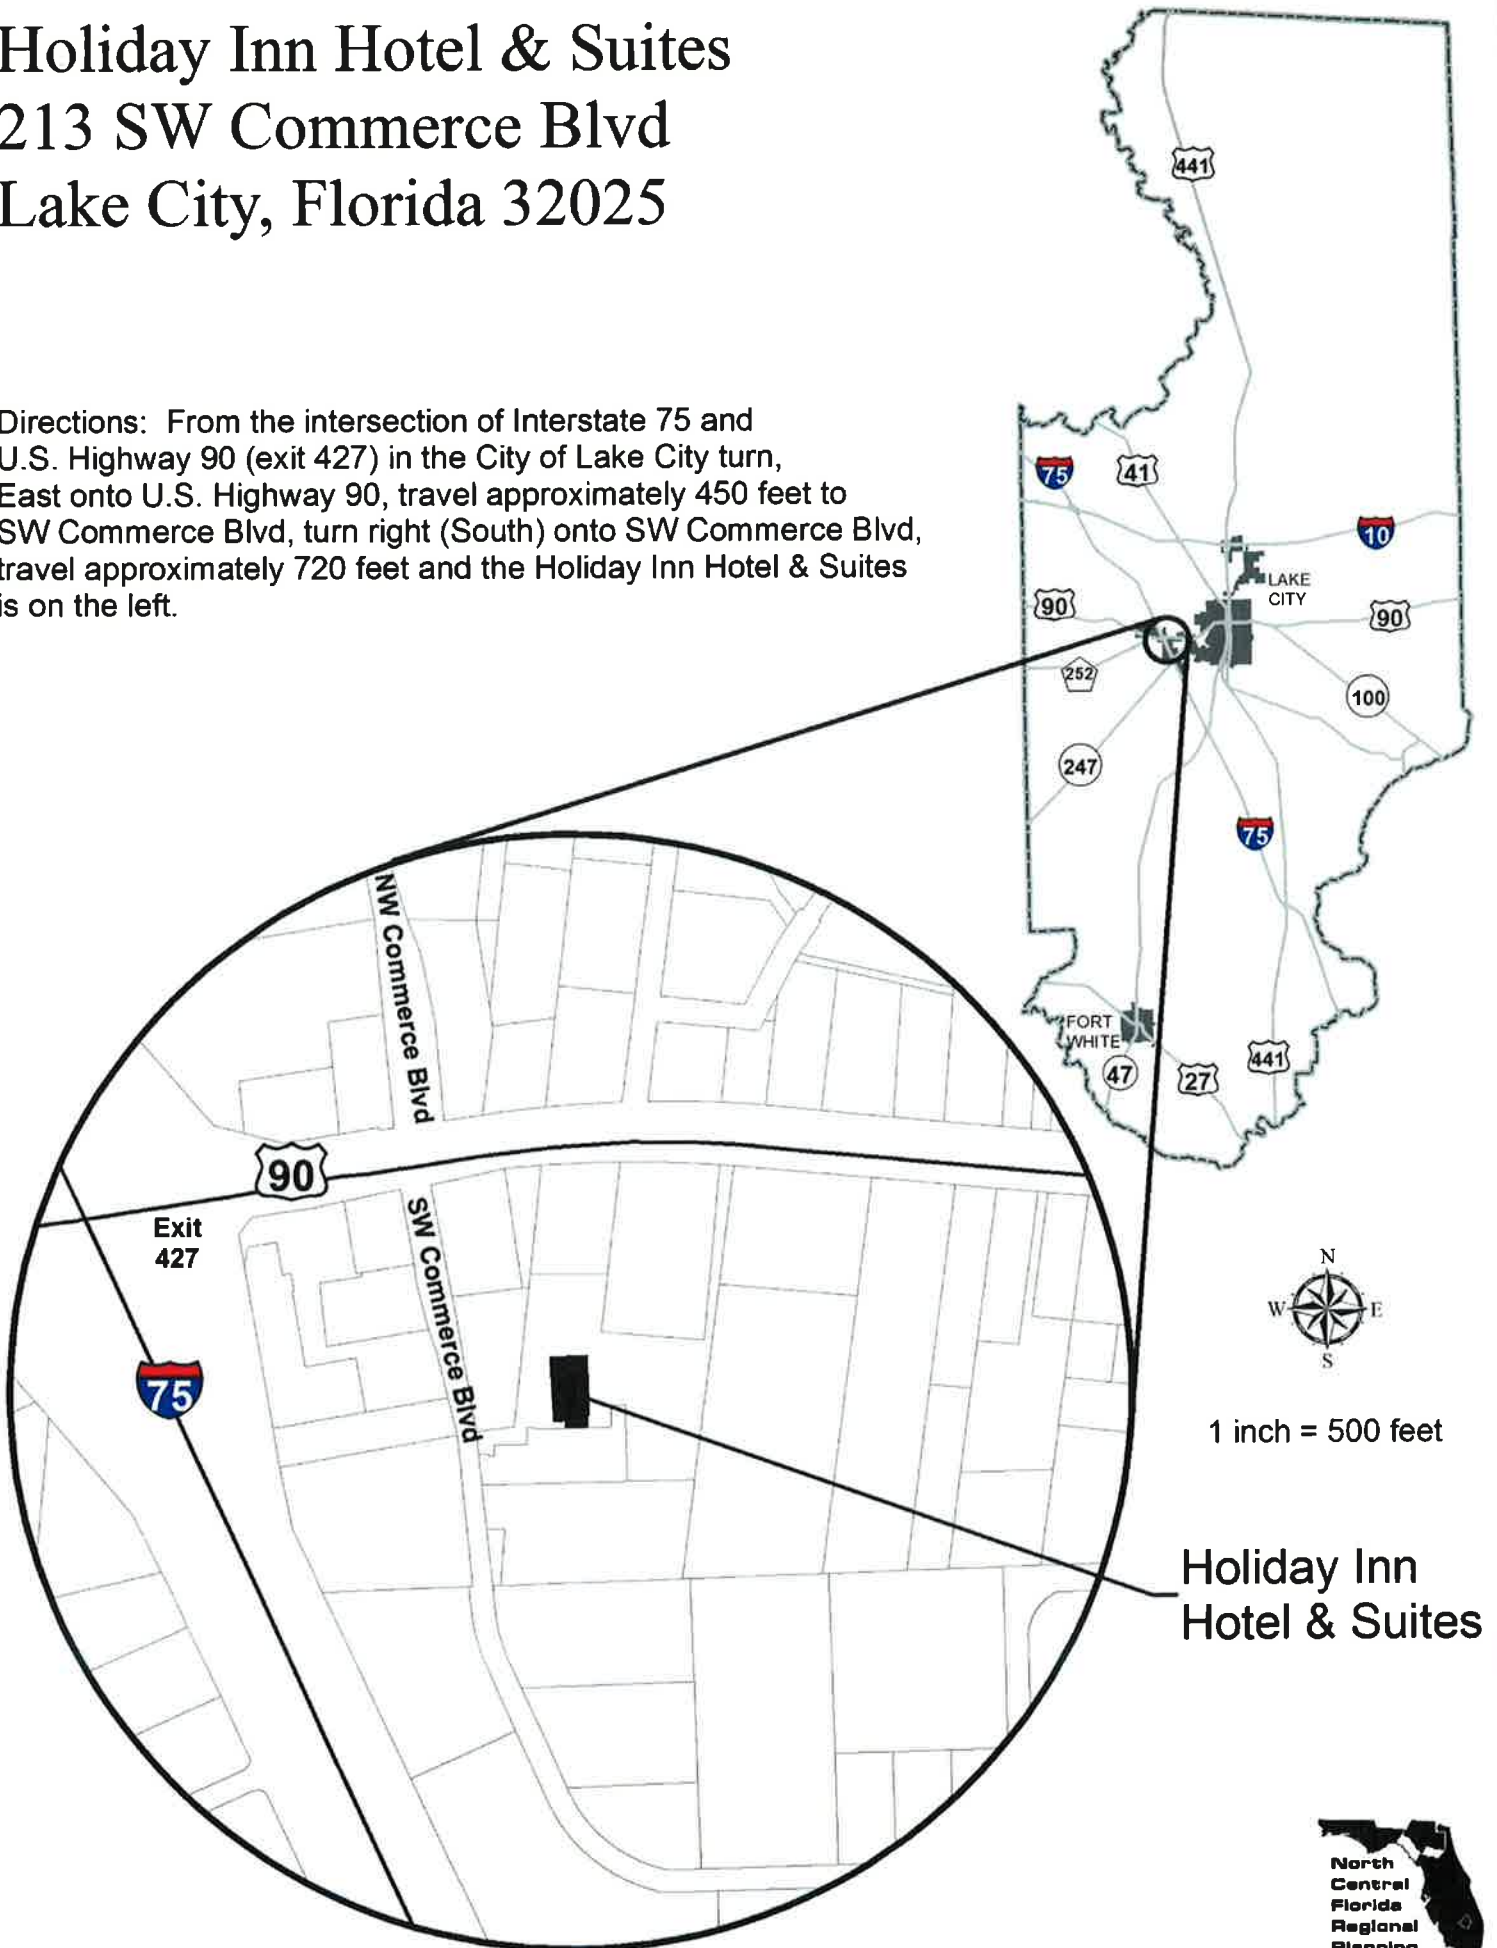 Holiday Inn Hotel & Suites
213 SW Commerce Blvd
Lake City, Florida 32025
Directions: From the intersection of Interstate 75 and
U.S. Highway 90 (exit 427) in the City of Lake City turn,
East onto U.S. Highway 90, travel approximately 450 feet to
SW Commerce Blvd, turn right (South) onto SW Commerce Blvd,
travel approximately 720 feet and the Holiday Inn Hotel & Suites
is on the left.
441
75
41
10
LAKE
CITY
90
90
252
100
247
75
FORT
WHITE
47
27
441
NW Commerce Blvd
90
Exit
427
SW Commerce Blvd
75
N
W
E
S
1 inch = 500 feet
Holiday Inn
Hotel & Suites
North
Central
Florida
Regional
Planning